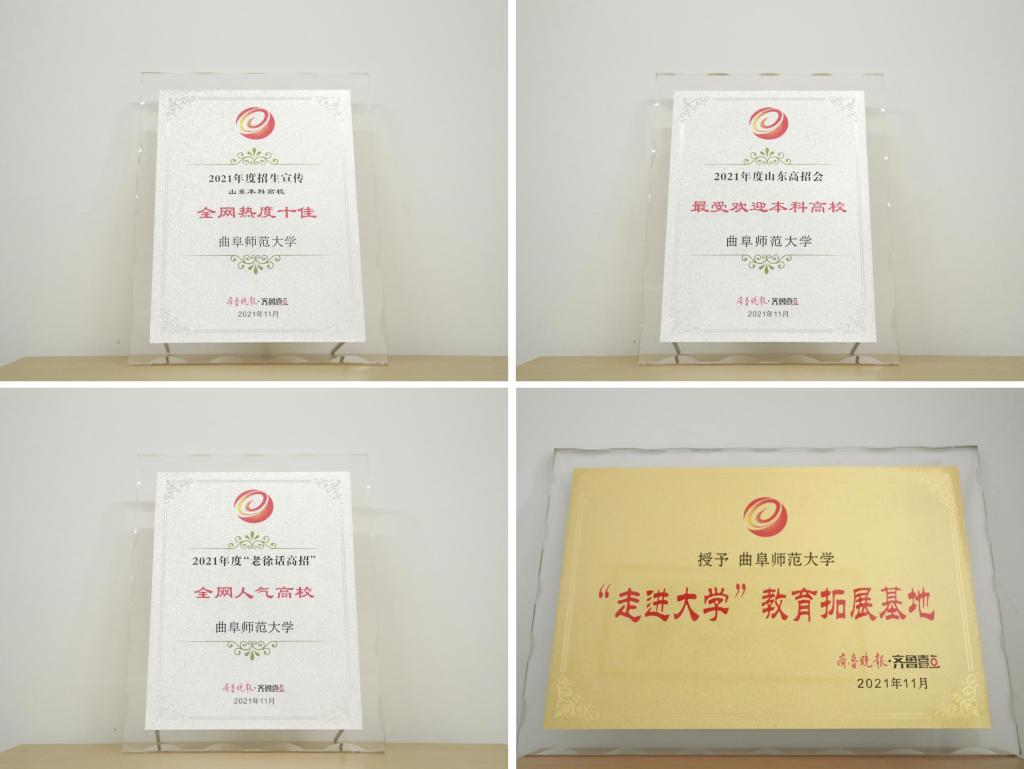 2021年度招生宣传
山东本科高校
全网热度十佳
曲阜师范大学
齐鲁晚报·齐鲁壹点
2021年11月
2021年度山东高招会
最受欢迎本科高校
曲阜师范大学
齐鲁晚报·齐鲁壹点
2021年11月
2021年度“老徐话高招”
全网人气高校
曲阜师范大学
齐鲁晚报·齐鲁壹点
2021年11月
授予 曲阜师范大学
“走进大学”教育拓展基地
齐鲁晚报·齐鲁壹点
2021年11月